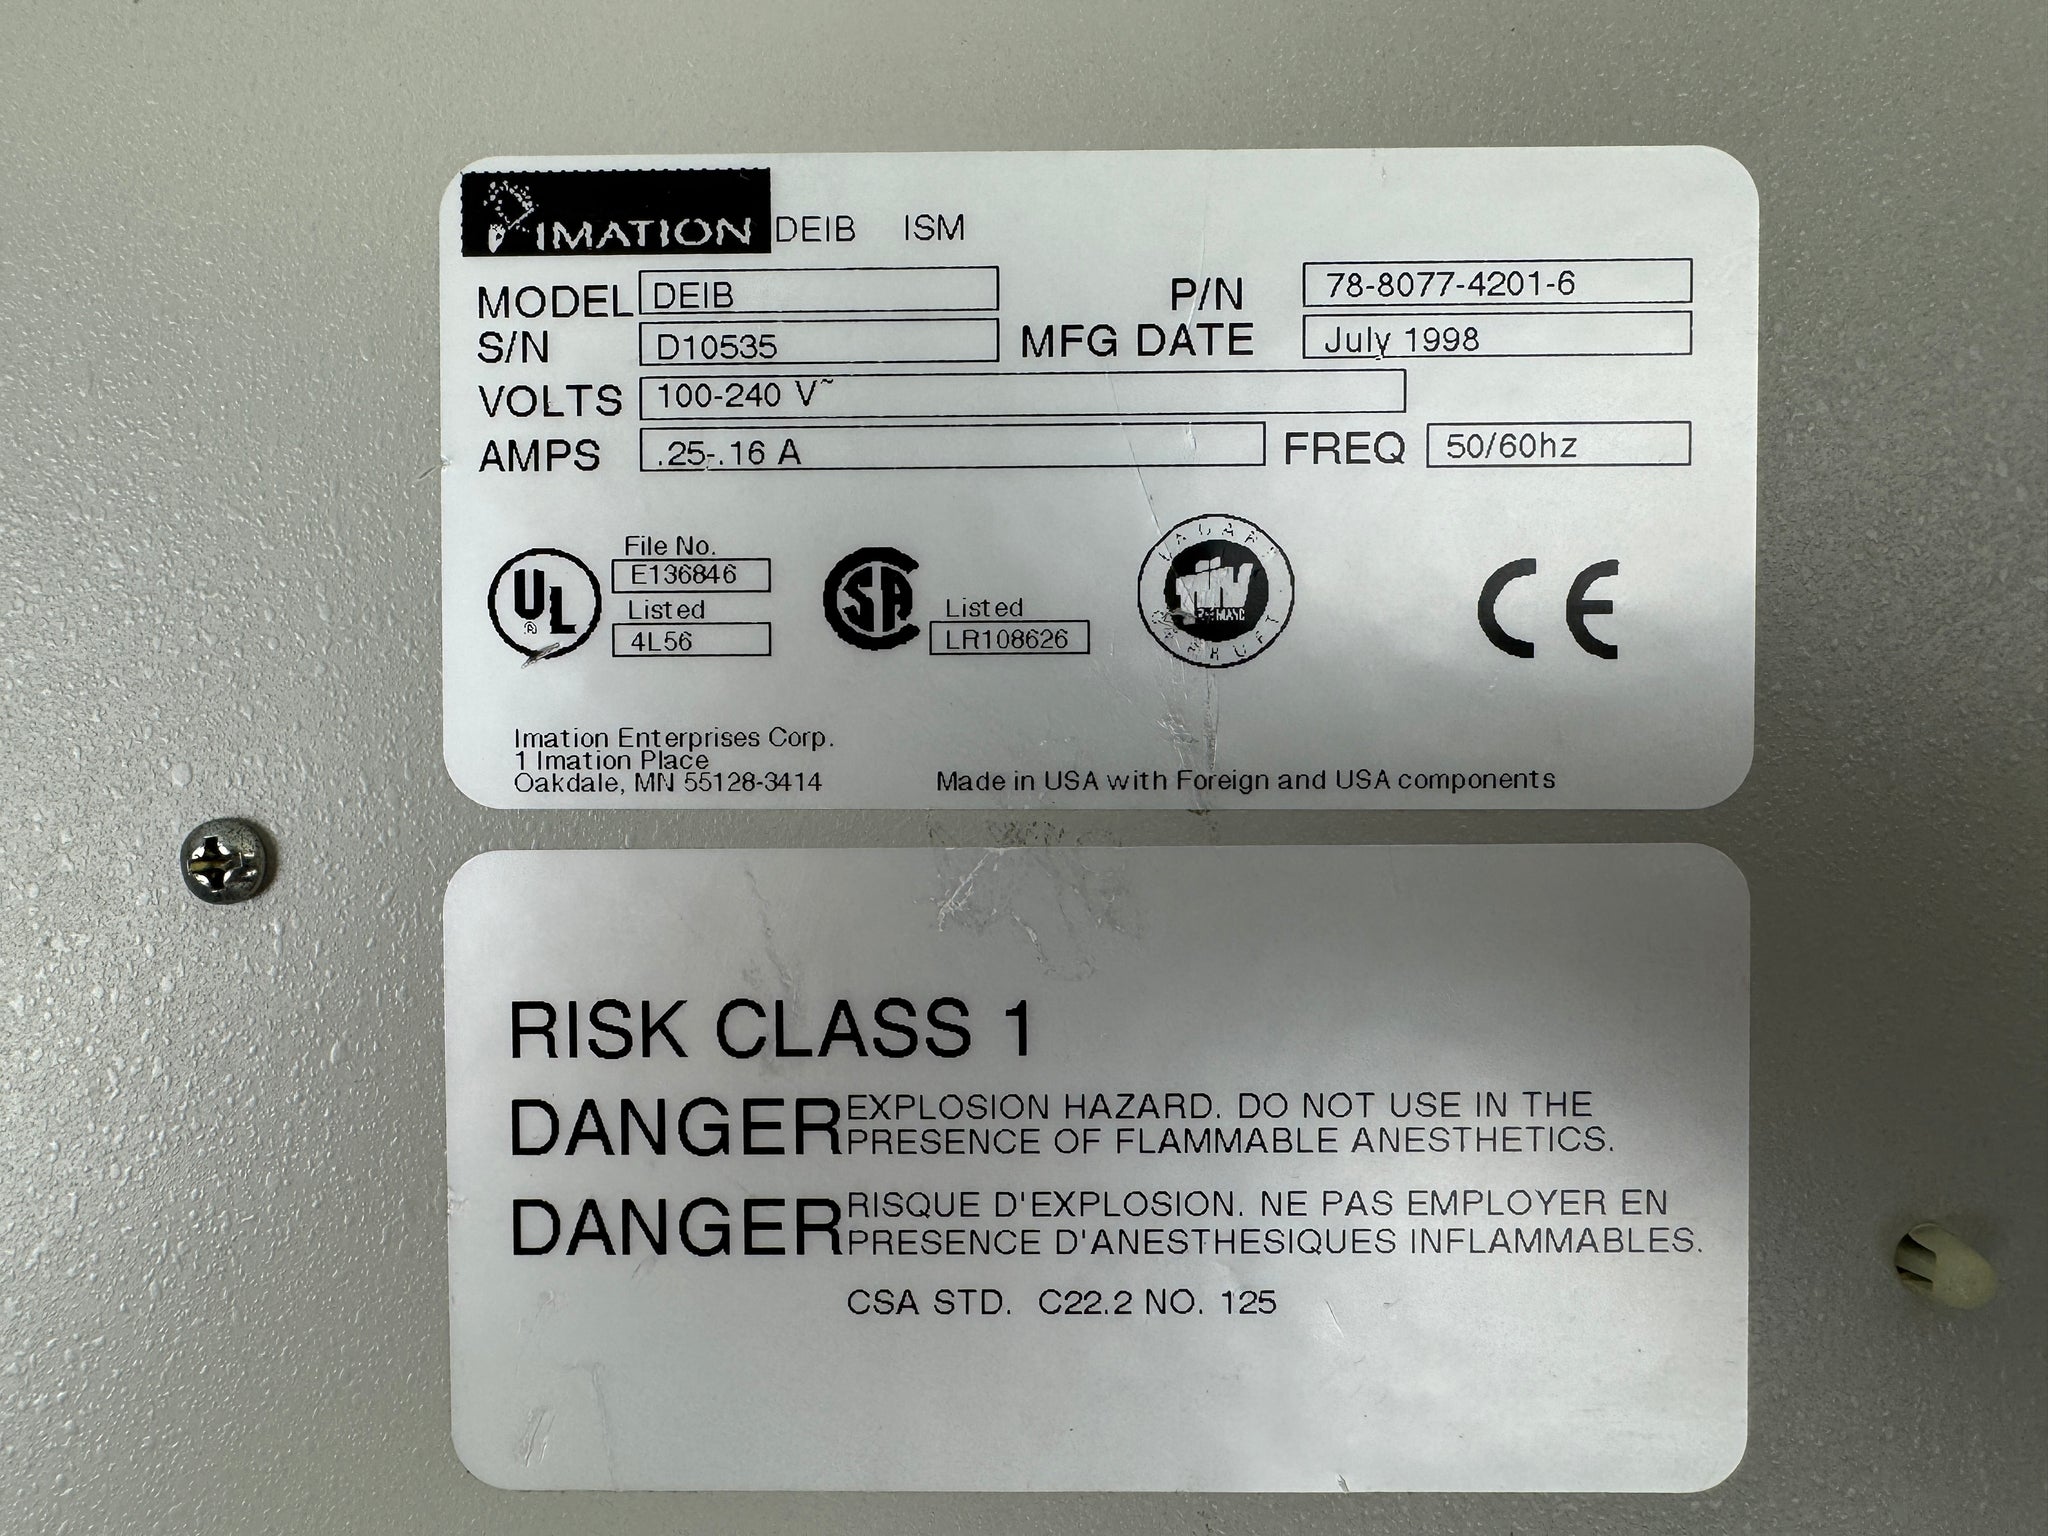 IMATION DEIB ISM
MODEL DEIB P/N 78-8077-4201-6
S/N D10535 MFG DATE July 1998
VOLTS 100-240 V~
AMPS .25-.16 A FREQ 50/60hz
UL File No.
E136846
Listed
4L56
CSA Listed
LR108626
CE
Imation Enterprises Corp.
1 Imation Place
Oakdale, MN 55128-3414 Made in USA with Foreign and USA components
RISK CLASS 1
DANGER EXPLOSION HAZARD. DO NOT USE IN THE
PRESENCE OF FLAMMABLE ANESTHETICS.
DANGER RISQUE D'EXPLOSION. NE PAS EMPLOYER EN
PRESENCE D'ANESTHESIQUES INFLAMMABLES.
CSA STD. C22.2 NO. 125